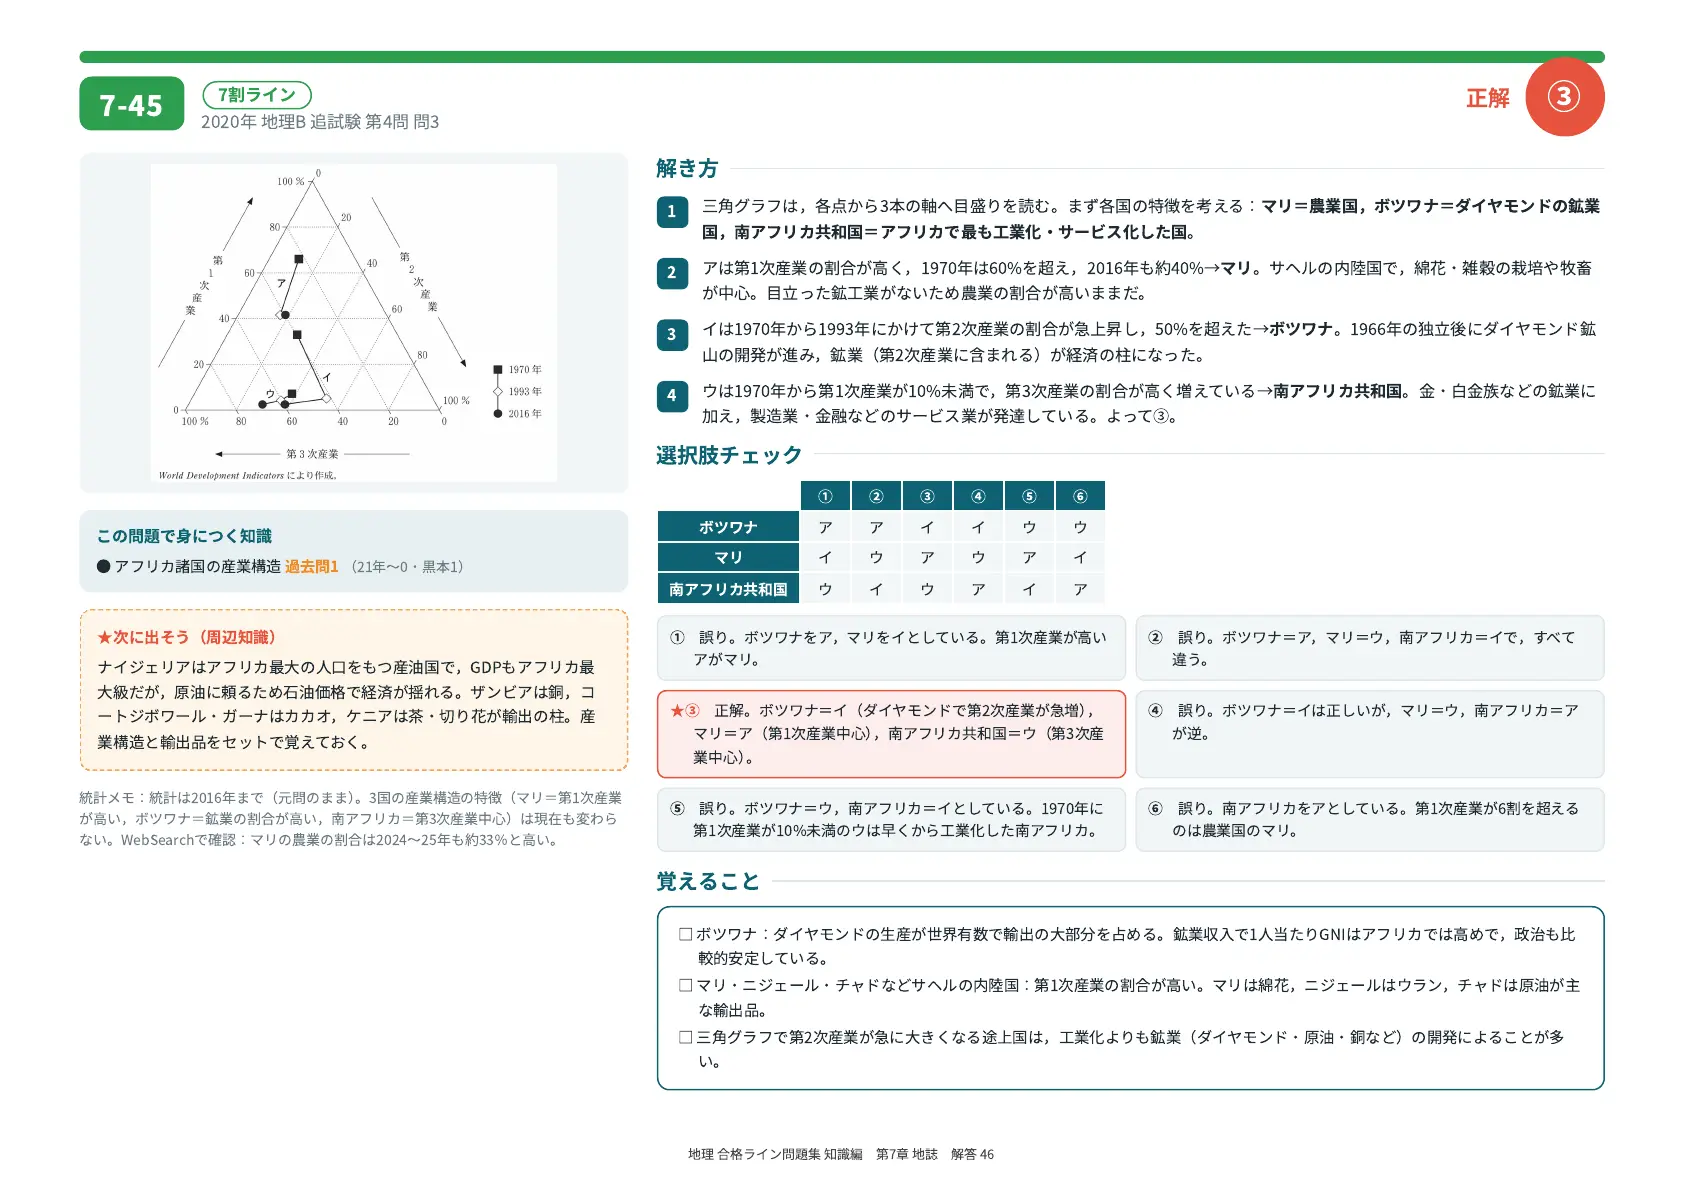 7-45
7割ライン
2020年 地理B 追試験 第4問 問3
正解
③
100 %
0
80
20
60
40
40
60
20
80
0
100 %
100 %
80
60
40
20
0
第1次産業
第2次産業
第3次産業
ア
イ
ウ
1970 年
1993 年
2016 年
World Development Indicators により作成。
この問題で身につく知識
● アフリカ諸国の産業構造 過去問1 (21年〜0・黒本1)
★次に出そう（周辺知識）
ナイジェリアはアフリカ最大の人口をもつ産油国で，GDPもアフリカ最
大級だが，原油に頼るため石油価格で経済が揺れる。ザンビアは銅，コ
ートジボワール・ガーナはカカオ，ケニアは茶・切り花が輸出の柱。産
業構造と輸出品をセットで覚えておく。
統計メモ：統計は2016年まで（元問のまま）。3国の産業構造の特徴（マリ＝第1次産業
が高い，ボツワナ＝鉱業の割合が高い，南アフリカ＝第3次産業中心）は現在も変わら
ない。WebSearchで確認：マリの農業の割合は2024〜25年も約33％と高い。
解き方
1
三角グラフは，各点から3本の軸へ目盛りを読む。まず各国の特徴を考える：マリ＝農業国，ボツワナ＝ダイヤモンドの鉱業
国，南アフリカ共和国＝アフリカで最も工業化・サービス化した国。
2
アは第1次産業の割合が高く，1970年は60%を超え，2016年も約40%→マリ。サヘルの内陸国で，綿花・雑穀の栽培や牧畜
が中心。目立った鉱工業がないため農業の割合が高いままだ。
3
イは1970年から1993年にかけて第2次産業の割合が急上昇し，50%を超えた→ボツワナ。1966年の独立後にダイヤモンド鉱
山の開発が進み，鉱業（第2次産業に含まれる）が経済の柱になった。
4
ウは1970年から第1次産業が10%未満で，第3次産業の割合が高く増えている→南アフリカ共和国。金・白金族などの鉱業に
加え，製造業・金融などのサービス業が発達している。よって③。
選択肢チェック
① ② ③ ④ ⑤ ⑥
ボツワナ ア ア イ イ ウ ウ
マリ イ ウ ア ウ ア イ
南アフリカ共和国 ウ イ ウ ア イ ア
① 誤り。ボツワナをア，マリをイとしている。第1次産業が高い
アがマリ。
② 誤り。ボツワナ＝ア，マリ＝ウ，南アフリカ＝イで，すべて
違う。
★③ 正解。ボツワナ＝イ（ダイヤモンドで第2次産業が急増），
マリ＝ア（第1次産業中心），南アフリカ共和国＝ウ（第3次産
業中心）。
④ 誤り。ボツワナ＝イは正しいが，マリ＝ウ，南アフリカ＝ア
が逆。
⑤ 誤り。ボツワナ＝ウ，南アフリカ＝イとしている。1970年に
第1次産業が10%未満のウは早くから工業化した南アフリカ。
⑥ 誤り。南アフリカをアとしている。第1次産業が6割を超える
のは農業国のマリ。
覚えること
□ ボツワナ：ダイヤモンドの生産が世界有数で輸出の大部分を占める。鉱業収入で1人当たりGNIはアフリカでは高めで，政治も比
較的安定している。
□ マリ・ニジェール・チャドなどサヘルの内陸国：第1次産業の割合が高い。マリは綿花，ニジェールはウラン，チャドは原油が主
な輸出品。
□ 三角グラフで第2次産業が急に大きくなる途上国は，工業化よりも鉱業（ダイヤモンド・原油・銅など）の開発によることが多
い。
地理 合格ライン問題集 知識編 第7章 地誌 解答 46